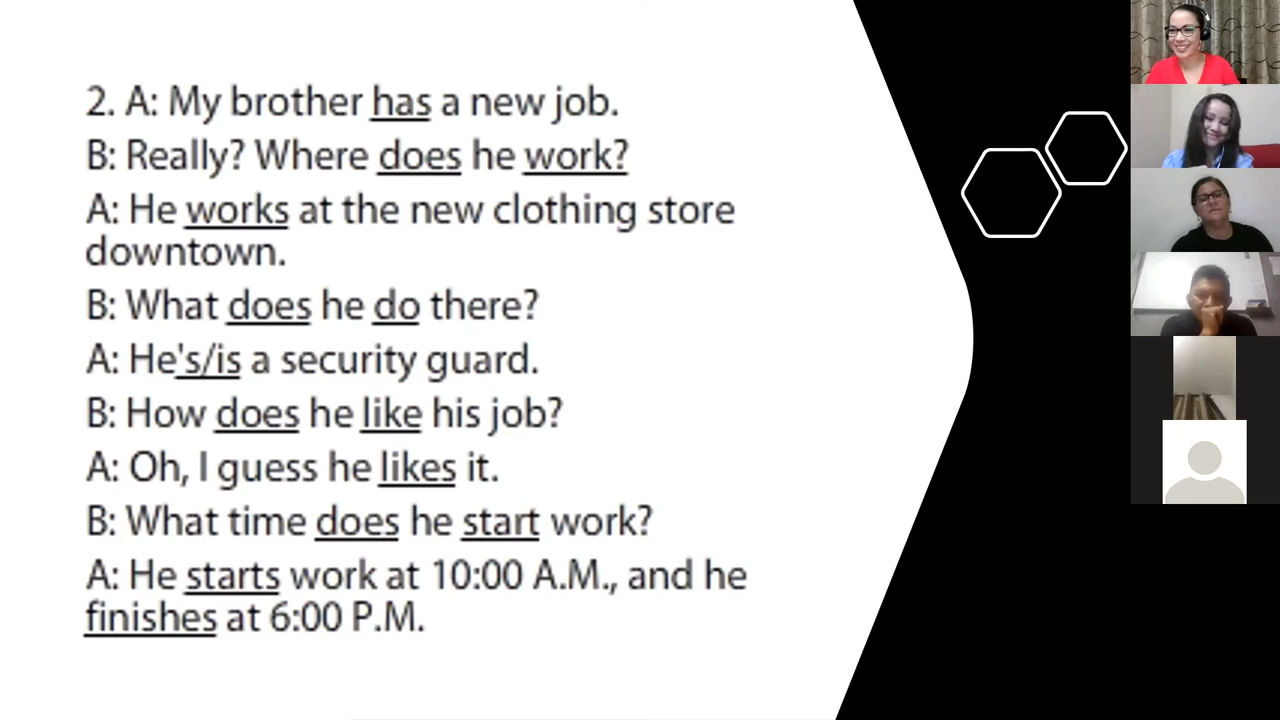 2. A: My brother has a new job.
B: Really? Where does he work?
A: He works at the new clothing store
downtown.
B: What does he do there?
A: He's/is a security guard.
B: How does he like his job?
A: Oh, I guess he likes it.
B: What time does he start work?
A: He starts work at 10:00 A.M., and he
finishes at 6:00 P.M.